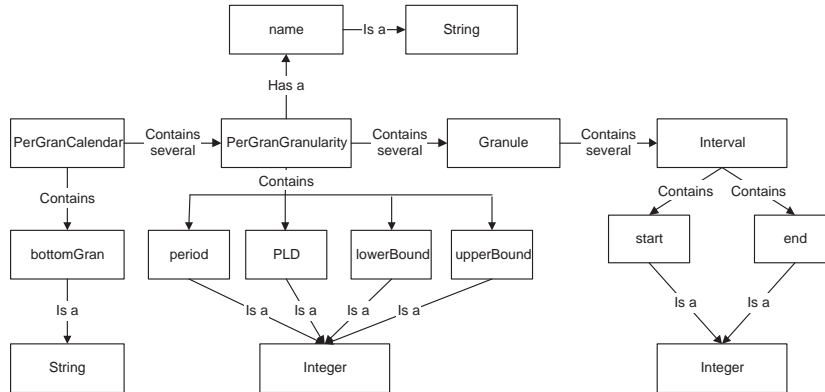 name
Is a
String
Has a
PerGranCalendar
Contains
several
PerGranGranularity
Contains
several
Granule
Contains
several
Interval
Contains
Contains
Contains
Contains
bottomGran
period
PLD
lowerBound
upperBound
start
end
Is a
Is a
Is a
Is a
Is a
Is a
Is a
String
Integer
Integer